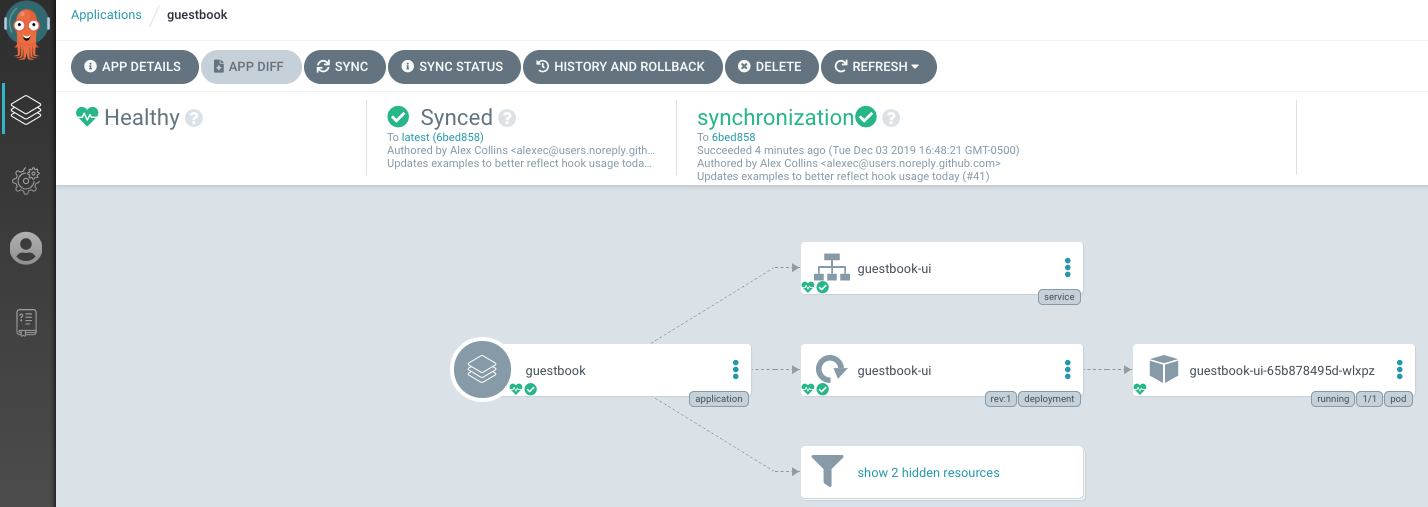 Applications / guestbook
APP DETAILS APP DIFF SYNC SYNC STATUS HISTORY AND ROLLBACK DELETE REFRESH
Healthy ?
Synced ?
To latest (6bed858)
Authored by Alex Collins <alexec@users.noreply.gith...
Updates examples to better reflect hook usage toda...
synchronization ?
To 6bed858
Succeeded 4 minutes ago (Tue Dec 03 2019 16:48:21 GMT-0500)
Authored by Alex Collins <alexec@users.noreply.github.com>
Updates examples to better reflect hook usage today (#41)
guestbook-ui
service
guestbook
application
guestbook-ui
rev:1 deployment
guestbook-ui-65b878495d-wlxpz
running 1/1 pod
show 2 hidden resources